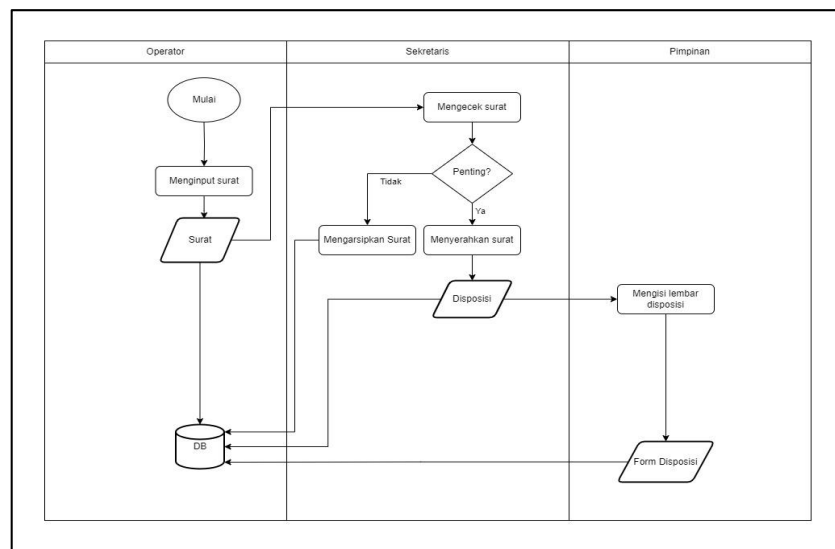 Operator
Sekretaris
Pimpinan
Mulai
Mengecek surat
Penting?
Tidak
Menginput surat
Ya
Surat
Mengarsipkan Surat
Menyerahkan surat
Disposisi
Mengisi lembar
disposisi
DB
Form Disposisi